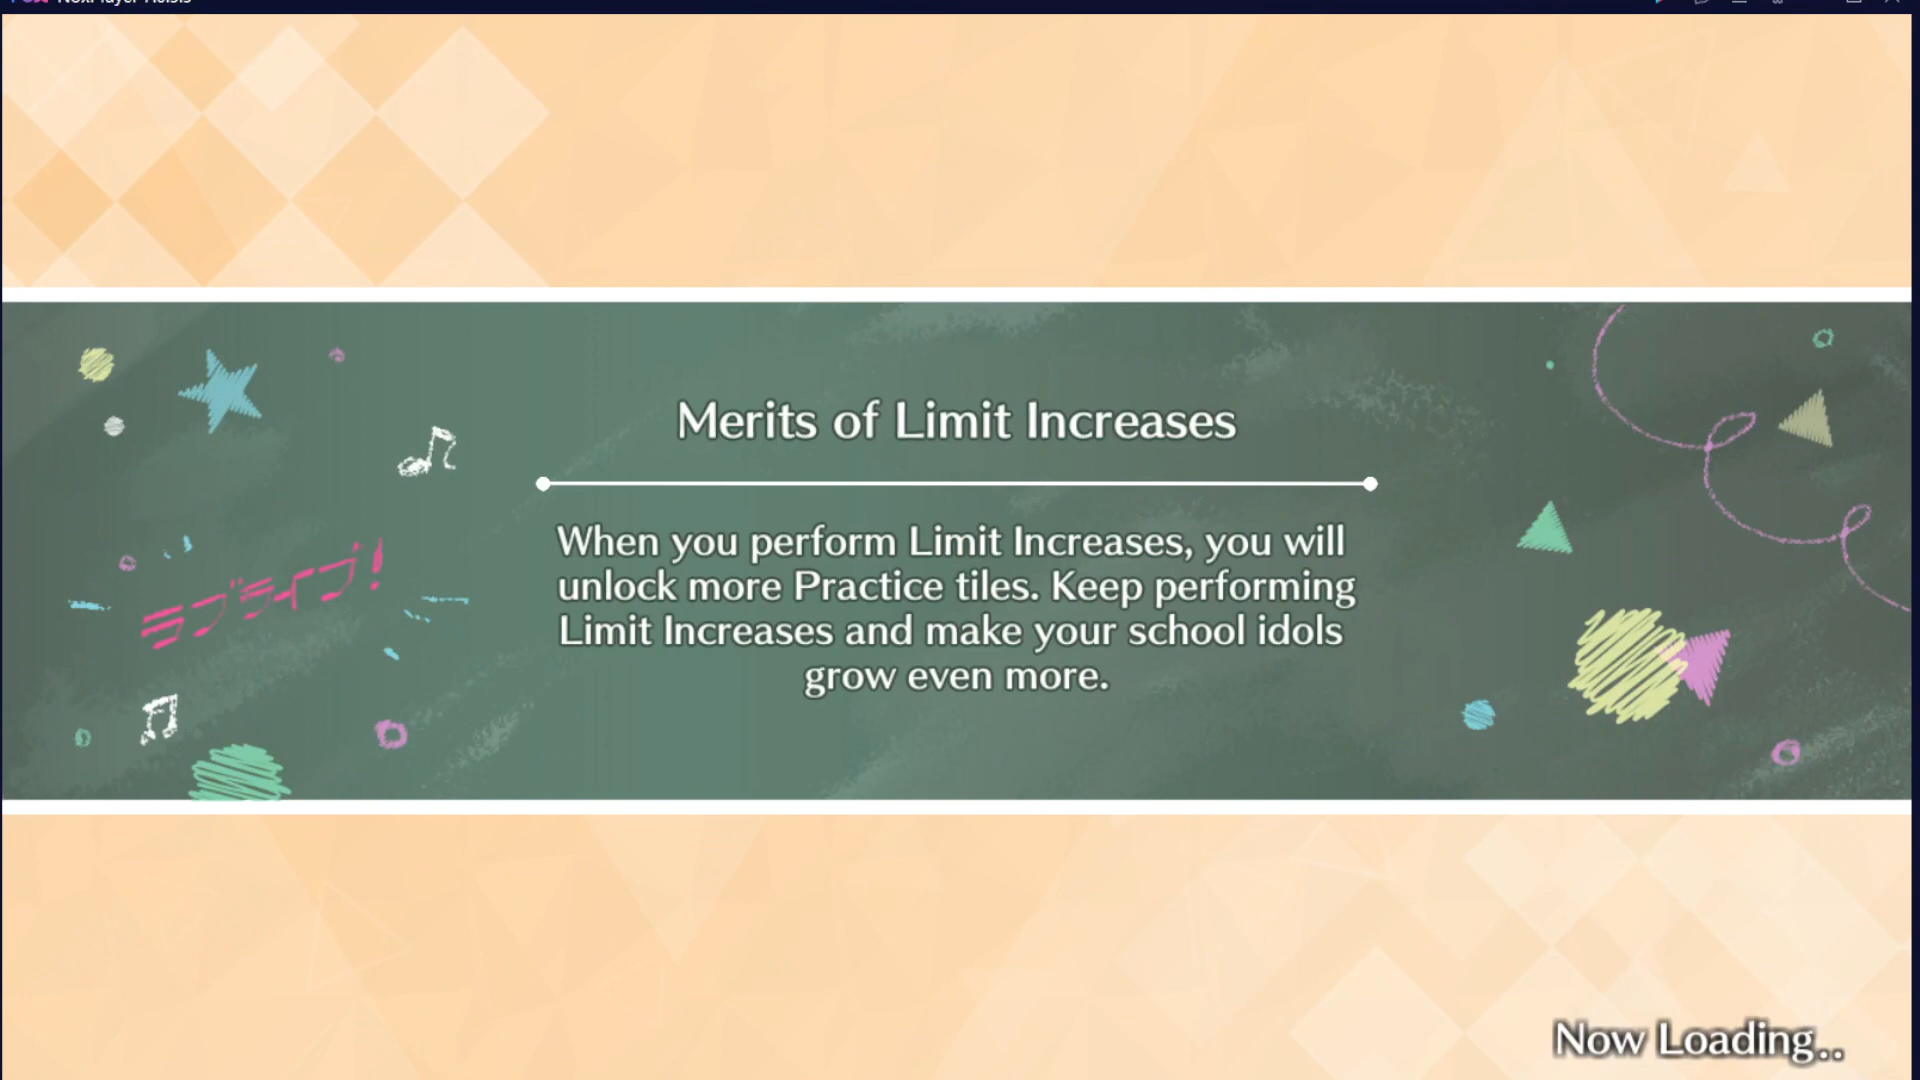 Merits of Limit Increases
When you perform Limit Increases, you will
unlock more Practice tiles. Keep performing
Limit Increases and make your school idols
grow even more.
ラブライブ!
Now Loading..